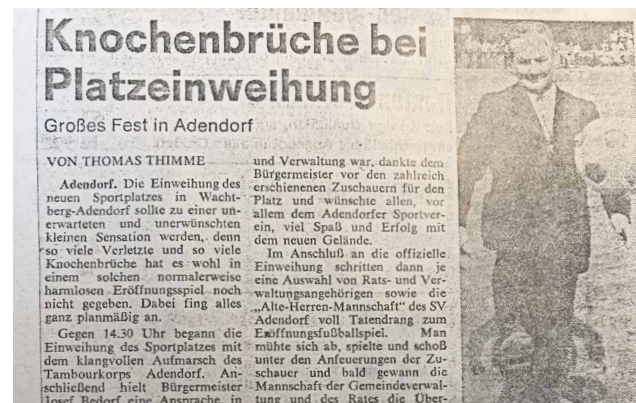 Knochenbrüche bei
Platzeinweihung
Großes Fest in Adendorf
VON THOMAS THIMME
Adendorf. Die Einweihung des
neuen Sportplatzes in Wacht-
berg-Adendorf sollte zu einer un-
erwarteten und unerwünschten
kleinen Sensation werden, denn
so viele Verletzte und so viele
Knochenbrüche hat es wohl in
einem solchen normalerweise
harmlosen Eröffnungsspiel noch
nicht gegeben. Dabei fing alles
ganz planmäßig an.
Gegen 14.30 Uhr begann die
Einweihung des Sportplatzes mit
dem klangvollen Aufmarsch des
Tambourkorps Adendorf. An-
schließend hielt Bürgermeister
Josef Bedorf eine Ansprache, in
und Verwaltung war, dankte dem
Bürgermeister vor den zahlreich
erschienenen Zuschauern für den
Platz und wünschte allen, vor
allem dem Adendorfer Sportver-
ein, viel Spaß und Erfolg mit
dem neuen Gelände.
Im Anschluß an die offizielle
Einweihung schritten dann je
eine Auswahl von Rats- und Ver-
waltungsangehörigen sowie die
„Alte-Herren-Mannschaft" des SV
Adendorf voll Tatendrang zum
Eröffnungsfußballspiel. Man
mühte sich ab, spielte und schoß
unter den Anfeuerungen der Zu-
schauer und bald gewann die
Mannschaft der Gemeindeverwal-
tung und des Rates die Über-